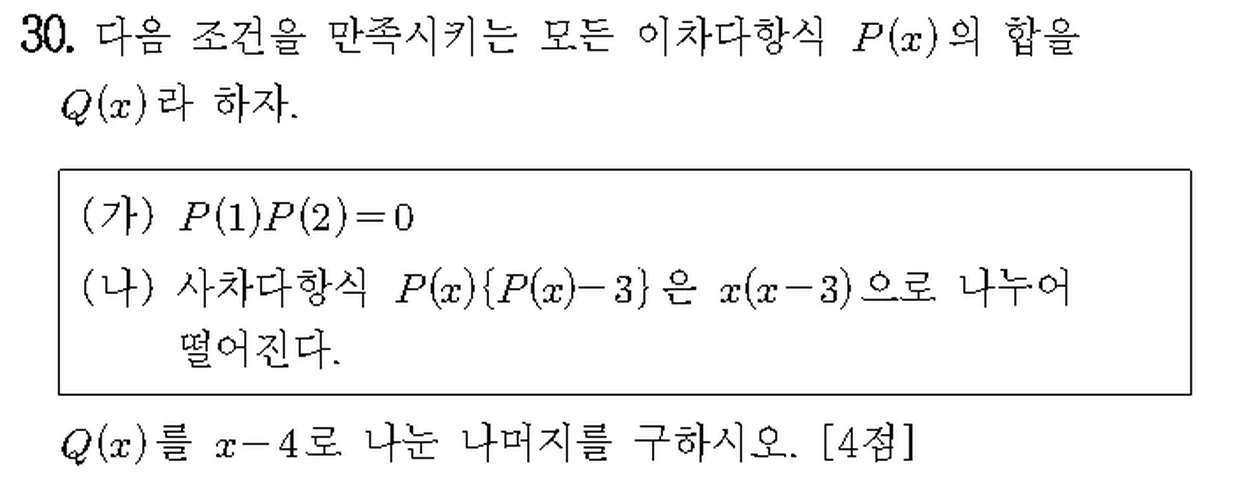 30. 다음 조건을 만족시키는 모든 이차다항식 P(x)의 합을
Q(x)라 하자.
(가) P(1)P(2)=0
(나) 사차다항식 P(x){P(x)-3}은 x(x-3)으로 나누어
떨어진다.
Q(x)를 x-4로 나눈 나머지를 구하시오. [4점]